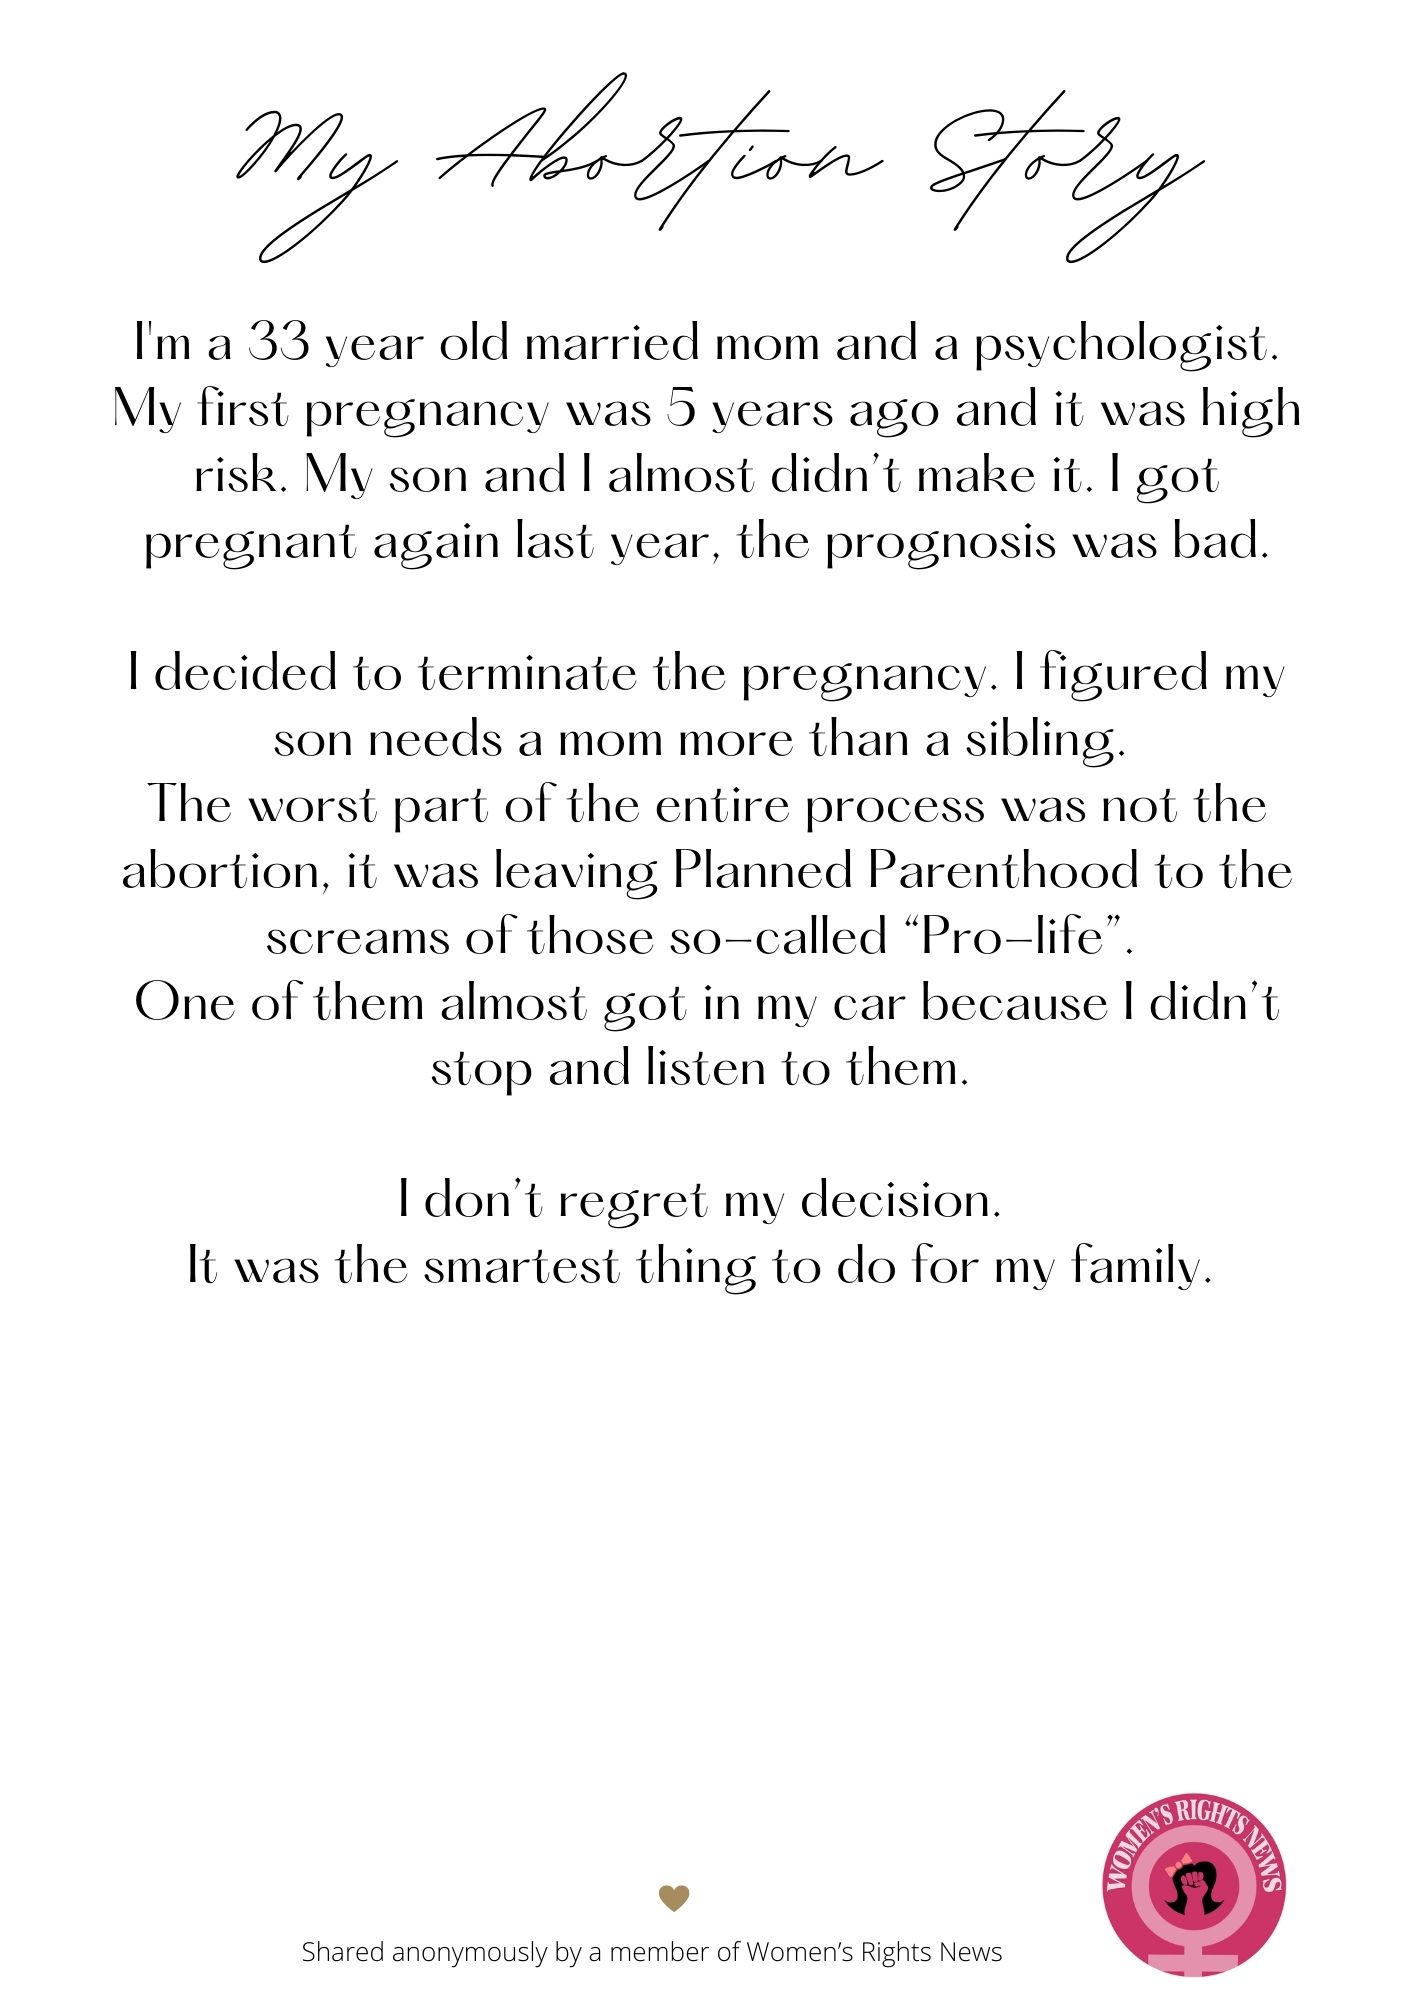 My Abortion Story
I'm a 33 year old married mom and a psychologist.
My first pregnancy was 5 years ago and it was high
risk. My son and I almost didn’t make it. I got
pregnant again last year, the prognosis was bad.
I decided to terminate the pregnancy. I figured my
son needs a mom more than a sibling.
The worst part of the entire process was not the
abortion, it was leaving Planned Parenthood to the
screams of those so–called “Pro–life”.
One of them almost got in my car because I didn’t
stop and listen to them.
I don’t regret my decision.
It was the smartest thing to do for my family.
WOMEN'S RIGHTS NEWS
Shared anonymously by a member of Women’s Rights News